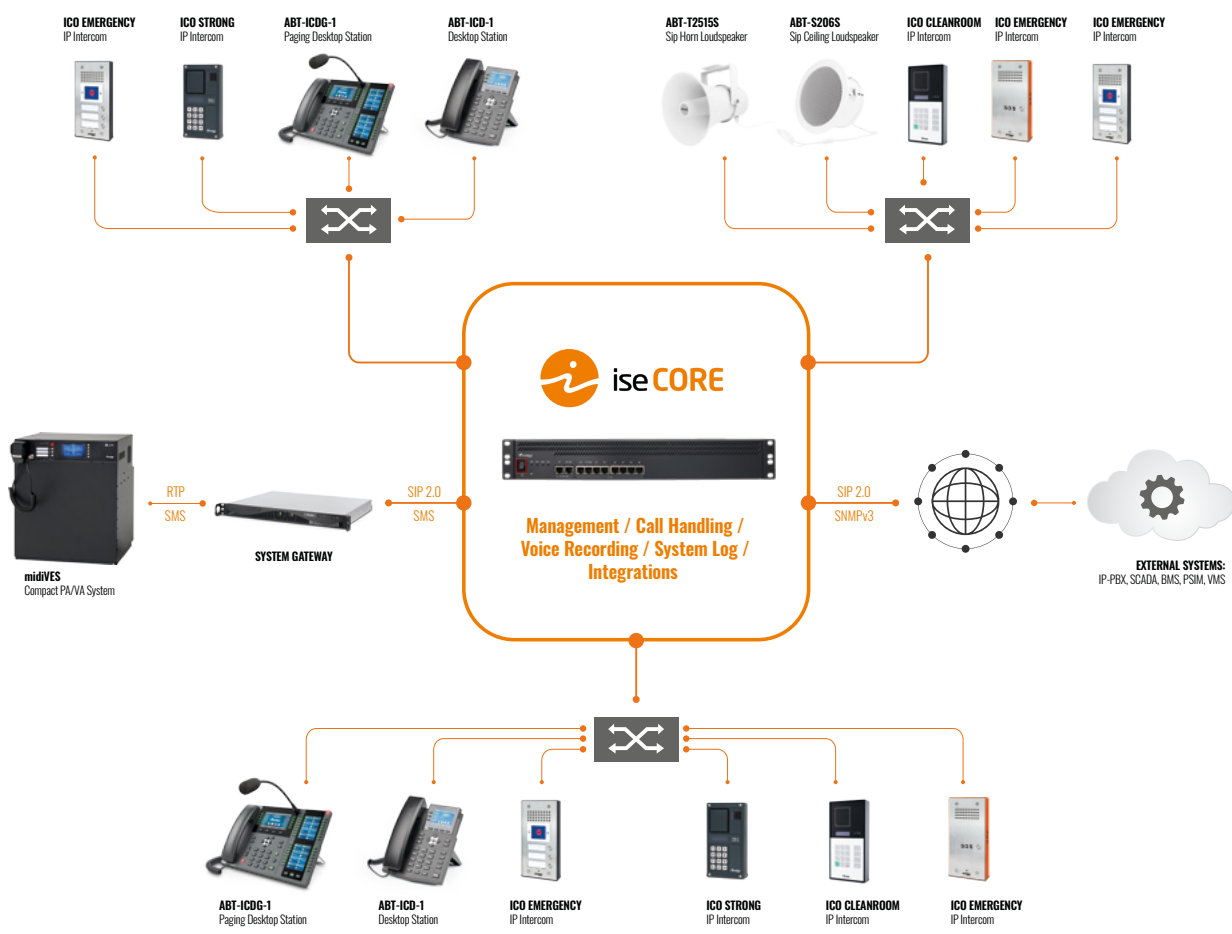 ICO EMERGENCY
IP Intercom
ICO STRONG
IP Intercom
ABT-ICDG-1
Paging Desktop Station
ABT-ICD-1
Desktop Station
ABT-T2515S
Sip Horn Loudspeaker
ABT-S206S
Sip Ceiling Loudspeaker
ICO CLEANROOM
IP Intercom
ICO EMERGENCY
IP Intercom
ICO EMERGENCY
IP Intercom
ise CORE
RTP
SMS
SIP 2.0
SMS
SIP 2.0
SNMPv3
Management / Call Handling /
Voice Recording / System Log /
Integrations
SYSTEM GATEWAY
midiVES
Compact PA/VA System
EXTERNAL SYSTEMS:
IP-PBX, SCADA, BMS, PSIM, VMS
ABT-ICDG-1
Paging Desktop Station
ABT-ICD-1
Desktop Station
ICO EMERGENCY
IP Intercom
ICO STRONG
IP Intercom
ICO CLEANROOM
IP Intercom
ICO EMERGENCY
IP Intercom